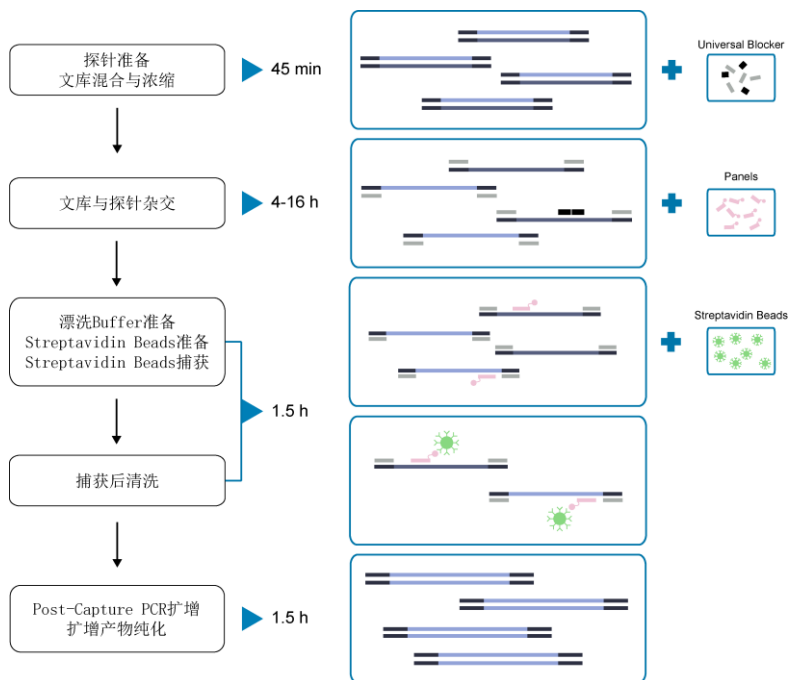 探针准备
文库混合与浓缩
45 min
Universal Blocker
文库与探针杂交
4-16 h
Panels
漂洗Buffer准备
Streptavidin Beads准备
Streptavidin Beads捕获
Streptavidin Beads
1.5 h
捕获后清洗
Post-Capture PCR扩增
扩增产物纯化
1.5 h